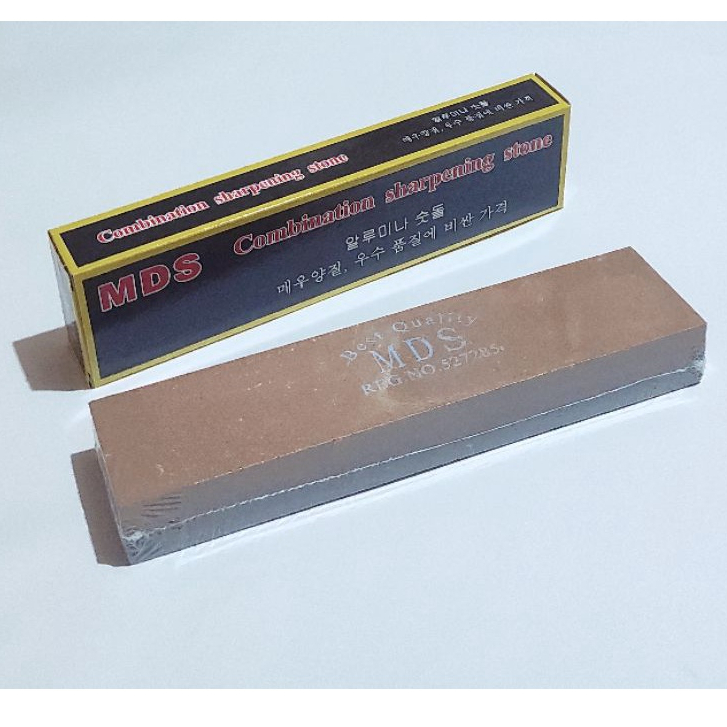 Combination sharpening stone
알루미나 숫돌
매우양질, 우수 품질에 비싼 가격
MDS
Combination sharpening stone
알루미나 숫돌
매우양질, 우수 품질에 비싼 가격
Best Quality
MDS
REG NO. 527785.